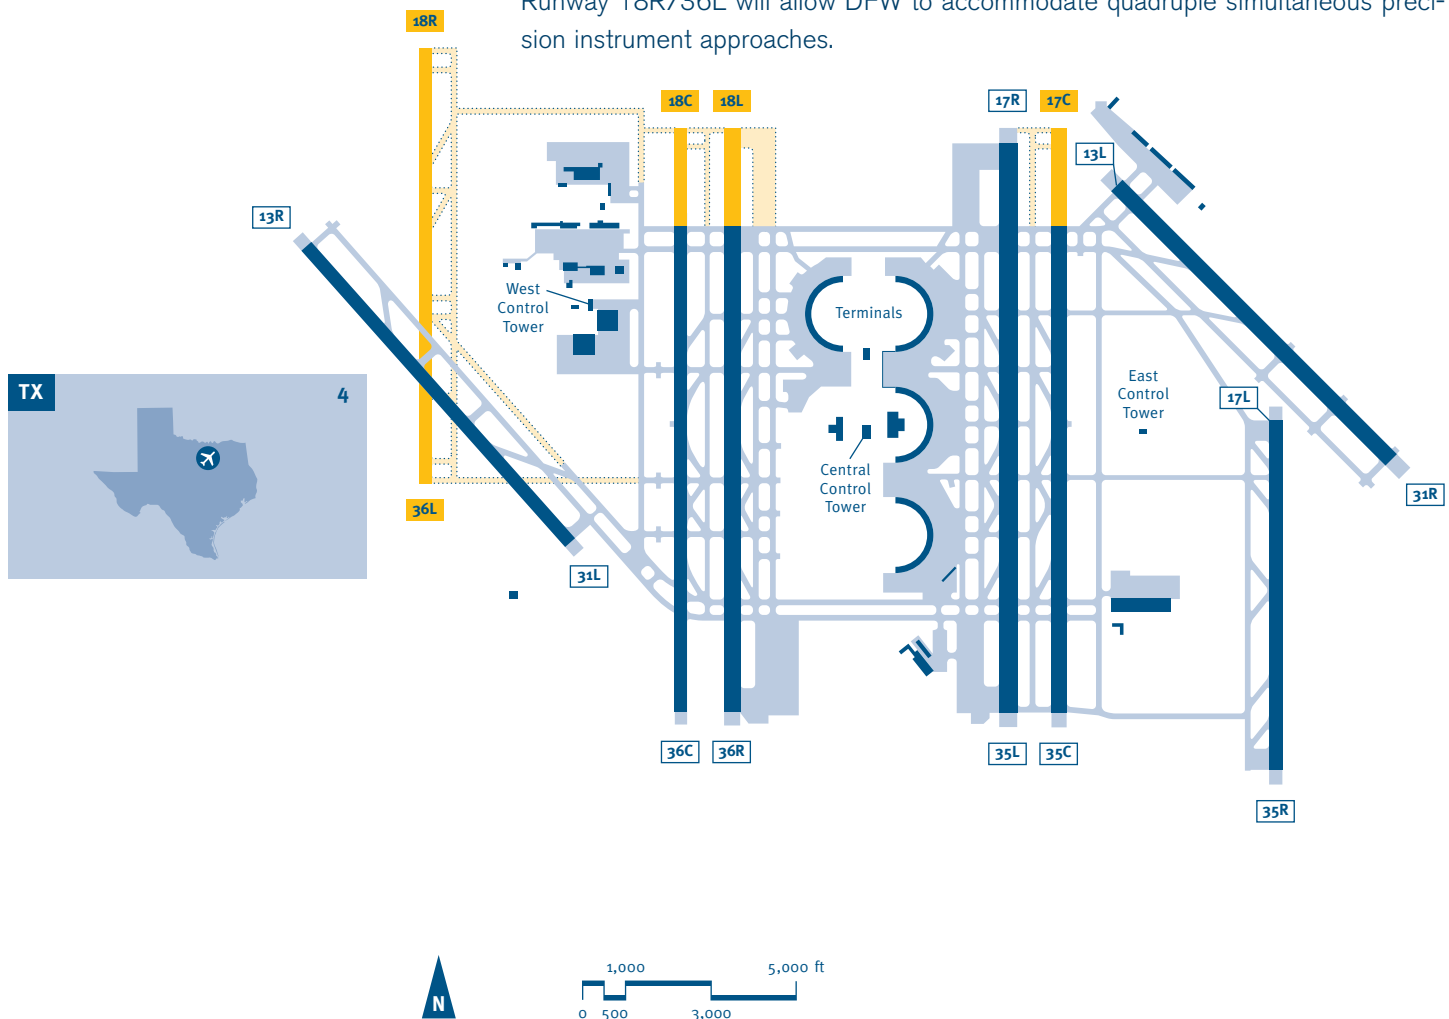 Runway 18R/36L will allow DFW to accommodate quadruple simultaneous preci-
sion instrument approaches.
18R
18C
18L
17R
17C
13L
13R
West
Control
Tower
Terminals
East
Control
Tower
17L
TX
4
Central
Control
Tower
31R
36L
31L
36C
36R
35L
35C
35R
1,000
5,000 ft
N
0
500
3,000